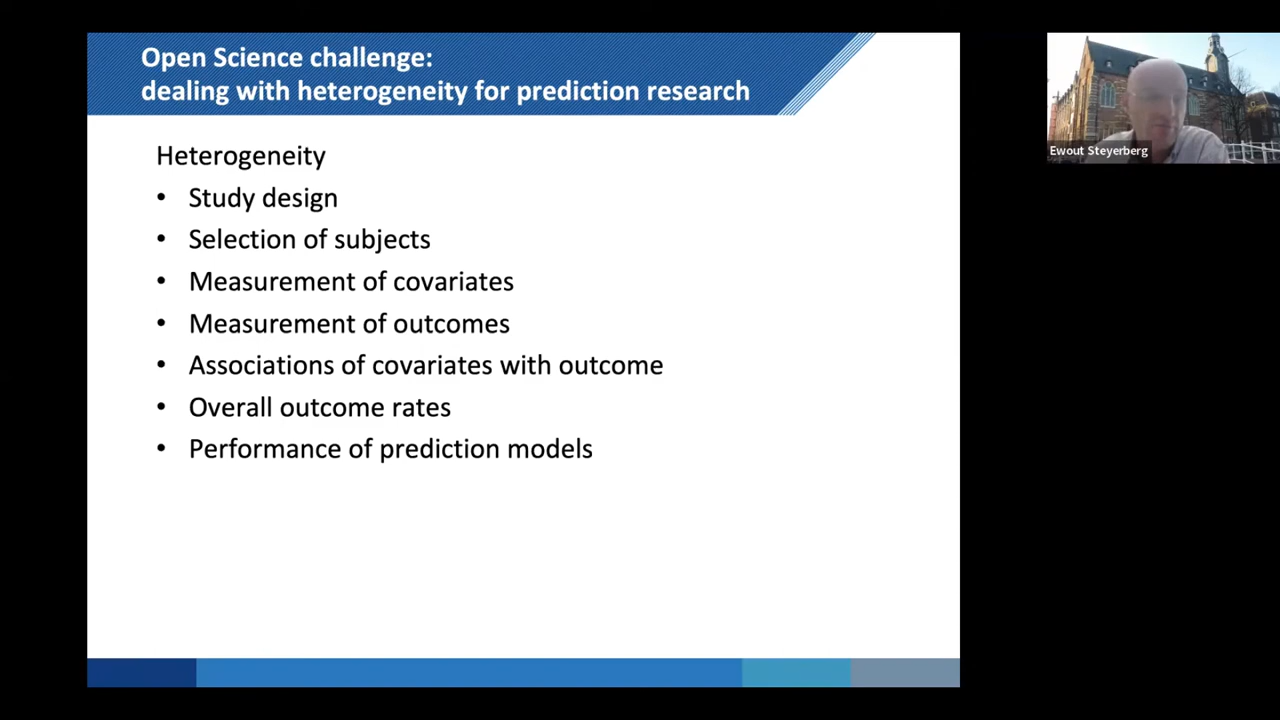 Open Science challenge:
dealing with heterogeneity for prediction research
Heterogeneity
• Study design
• Selection of subjects
• Measurement of covariates
• Measurement of outcomes
• Associations of covariates with outcome
• Overall outcome rates
• Performance of prediction models
Ewout Steyerberg